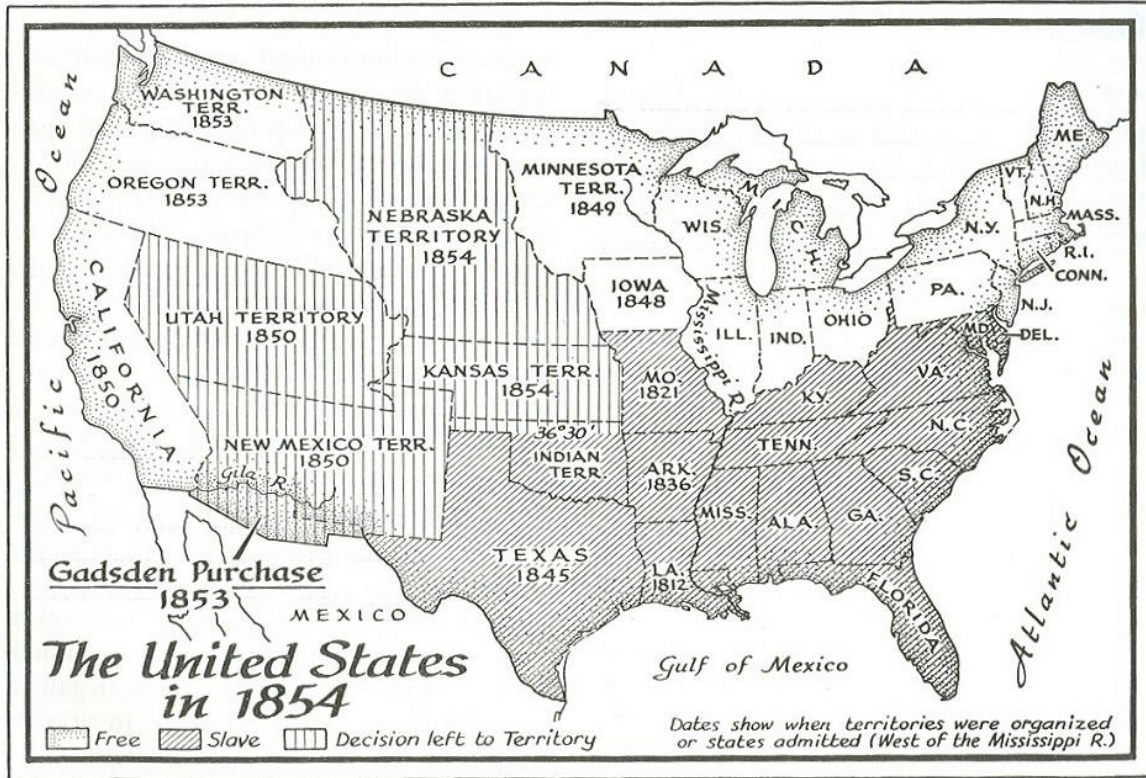 CANADA
Pacific Ocean
WASHINGTON
TERR.
1853
OREGON TERR.
1853
CALIFORNIA
1850
NEBRASKA
TERRITORY
1854
UTAH TERRITORY
1850
KANSAS TERR.
1854
NEW MEXICO TERR.
1850
Gila R.
MINNESOTA
TERR.
1849
IOWA
1848
MO.
1821
36°30'
INDIAN
TERR
ARK.
1836
TEXAS
1845
LA.
1812
WIS.
MICH
Mississippi R.
ILL.
IND.
OHIO
KY.
TENN.
MISS.
ALA.
GA.
FLORIDA
S.C.
N.C.
VA.
MD.
DEL.
PA.
N.J.
N.Y.
CONN.
R.I.
MASS.
VT.
N.H.
ME
Atlantic Ocean
Gulf of Mexico
MEXICO
Gadsden Purchase
1853
The United States
in 1854
Free Slave Decision left to Territory
Dates show when territories were organized
or states admitted (West of the Mississippi R.)